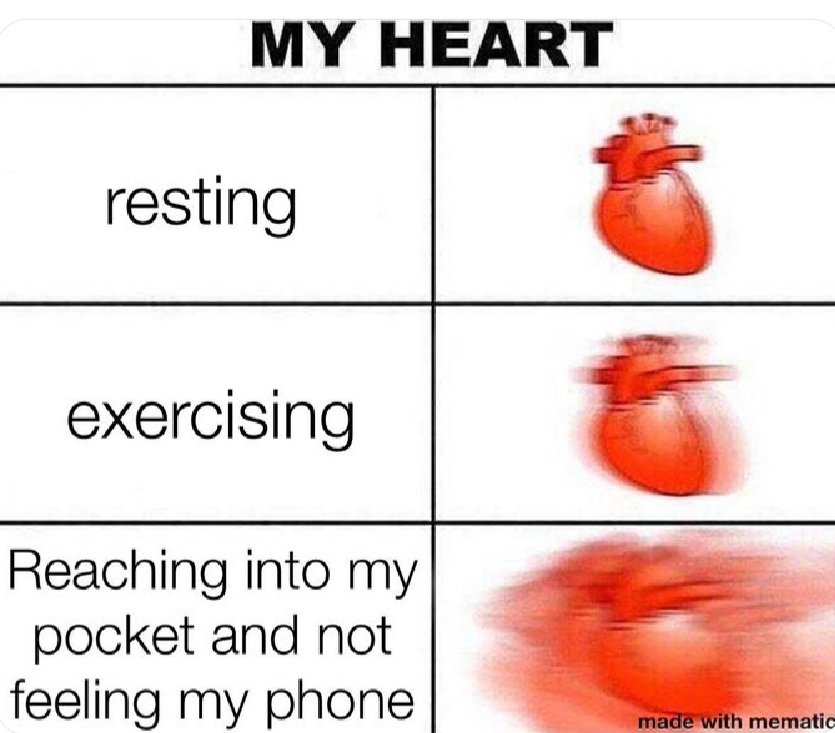 MY HEART
resting
exercising
Reaching into my
pocket and not
feeling my phone
made with mematic